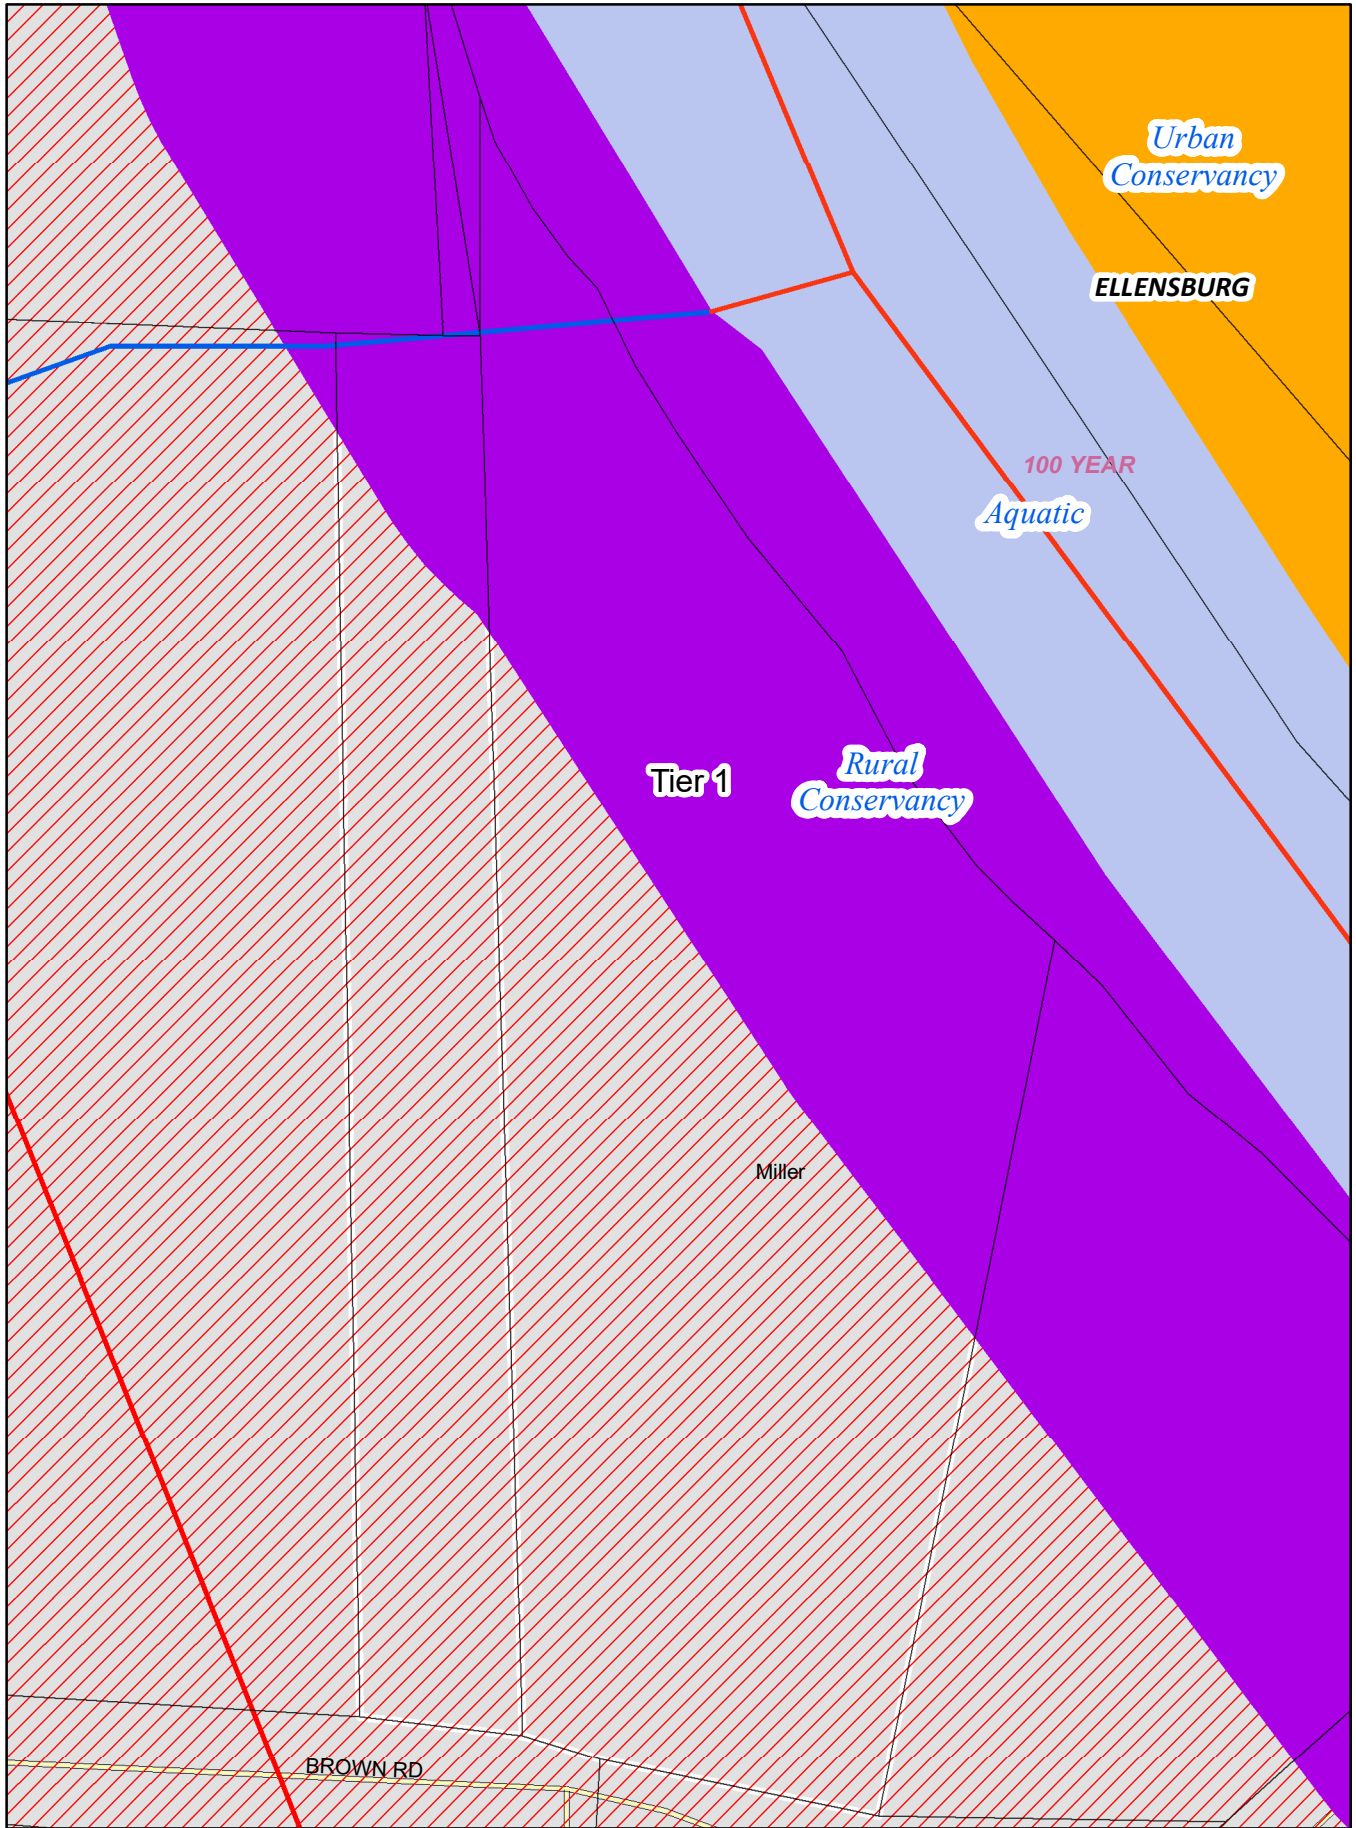 Urban
Conservancy
ELLENSBURG
100 YEAR
Aquatic
Tier 1
Rural
Conservancy
Miller
BROWN RD